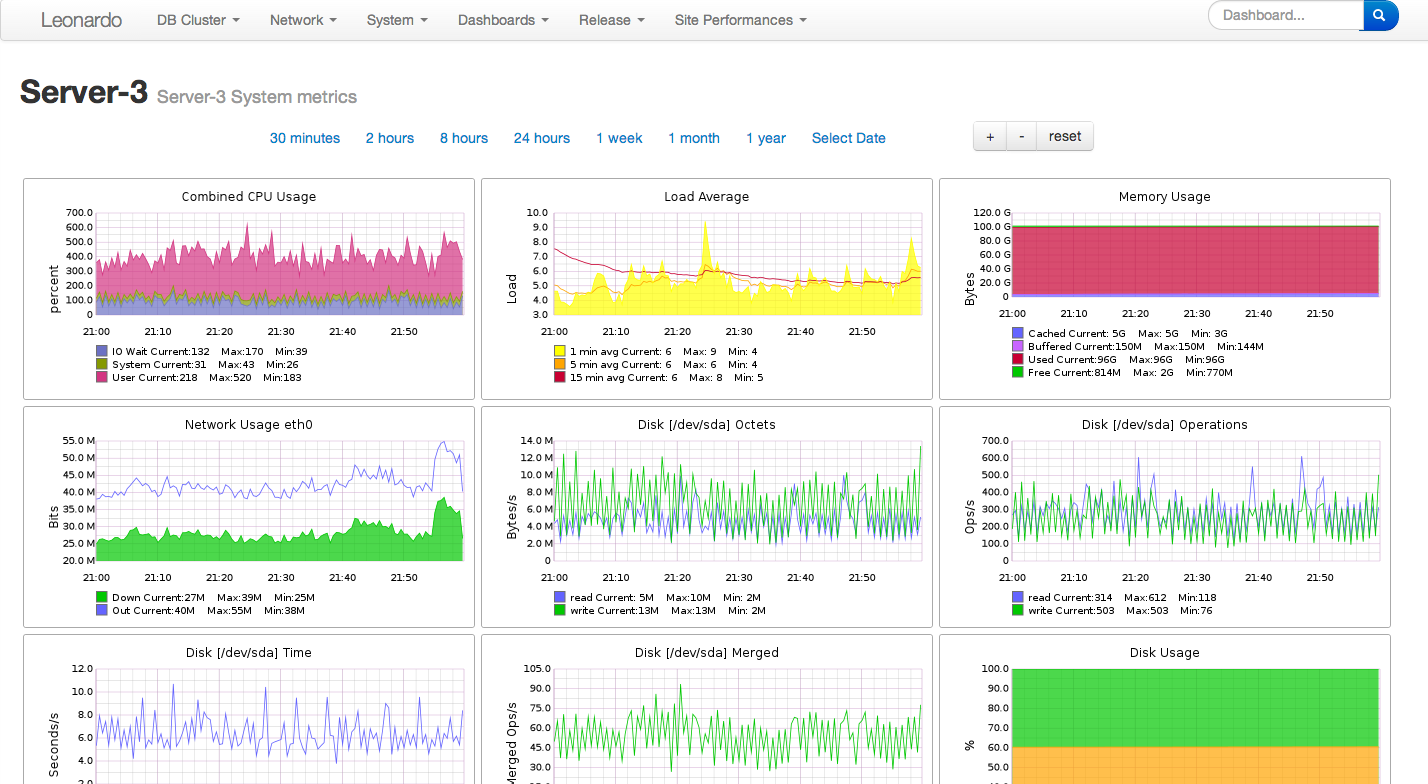 Leonardo DB Cluster Network System Dashboards Release Site Performances Dashboard...
Server-3 Server-3 System metrics
30 minutes 2 hours 8 hours 24 hours 1 week 1 month 1 year Select Date + - reset
Combined CPU Usage
percent
700.0
600.0
500.0
400.0
300.0
200.0
100.0
0
21:00 21:10 21:20 21:30 21:40 21:50
IO Wait Current:132 Max:170 Min:39
System Current:31 Max:43 Min:26
User Current:218 Max:520 Min:183
Load Average
Load
10.0
9.0
8.0
7.0
6.0
5.0
4.0
3.0
21:00 21:10 21:20 21:30 21:40 21:50
1 min avg Current: 6 Max: 9 Min: 4
5 min avg Current: 6 Max: 6 Min: 4
15 min avg Current: 6 Max: 8 Min: 5
Memory Usage
Bytes
120.0 G
100.0 G
80.0 G
60.0 G
40.0 G
20.0 G
0
21:00 21:10 21:20 21:30 21:40 21:50
Cached Current: 5G Max: 5G Min: 3G
Buffered Current:150M Max:150M Min:144M
Used Current:96G Max:96G Min:96G
Free Current:814M Max: 2G Min:770M
Network Usage eth0
Bits
55.0 M
50.0 M
45.0 M
40.0 M
35.0 M
30.0 M
25.0 M
20.0 M
21:00 21:10 21:20 21:30 21:40 21:50
Down Current:27M Max:39M Min:25M
Out Current:40M Max:55M Min:38M
Disk [/dev/sda] Octets
Bytes/s
14.0 M
12.0 M
10.0 M
8.0 M
6.0 M
4.0 M
2.0 M
0
21:00 21:10 21:20 21:30 21:40 21:50
read Current: 5M Max:10M Min: 2M
write Current:13M Max:13M Min: 2M
Disk [/dev/sda] Operations
Ops/s
700.0
600.0
500.0
400.0
300.0
200.0
100.0
0
21:00 21:10 21:20 21:30 21:40 21:50
read Current:314 Max:612 Min:118
write Current:503 Max:503 Min:76
Disk [/dev/sda] Time
Seconds/s
12.0
10.0
8.0
6.0
4.0
2.0
Disk [/dev/sda] Merged
Merged Ops/s
105.0
90.0
75.0
60.0
45.0
30.0
Disk Usage
%
100.0
90.0
80.0
70.0
60.0
50.0